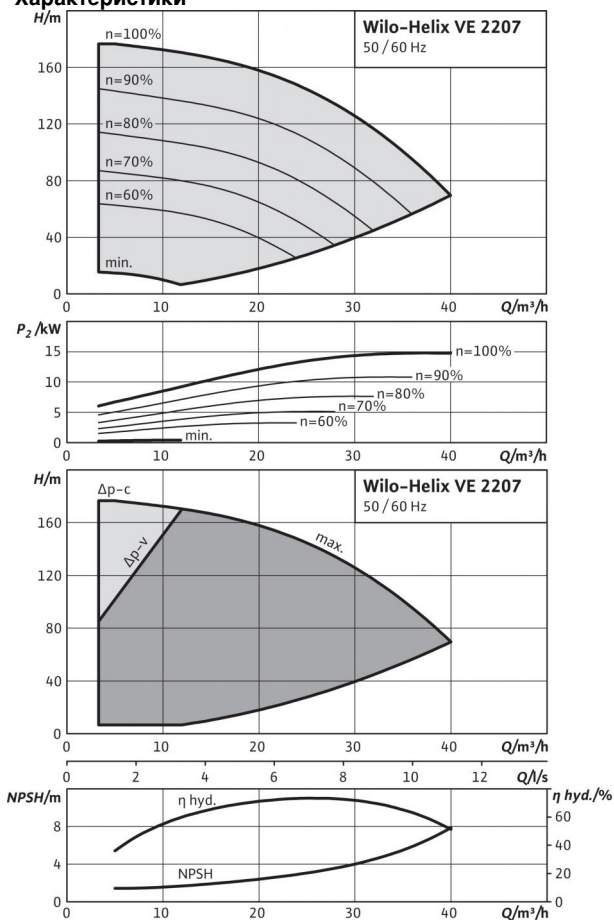 Характеристики
H/m
n=100%
Wilo-Helix VE 2207
50 / 60 Hz
160
n=90%
120
n=80%
80
n=70%
n=60%
40
min.
0
0 10 20 30 40 Q/m³/h
P₂ /kW
15
n=100%
10
n=90%
n=80%
5
n=70%
n=60%
min.
0
0 10 20 30 40 Q/m³/h
H/m
Δp-c
Wilo-Helix VE 2207
50 / 60 Hz
160
max.
Δp-v
120
80
40
0
0 10 20 30 40 Q/m³/h
0 2 4 6 8 10 12 Q/l/s
NPSH/m
η hyd.
η hyd./%
8
60
40
4
NPSH
20
0
0
0 10 20 30 40 Q/m³/h